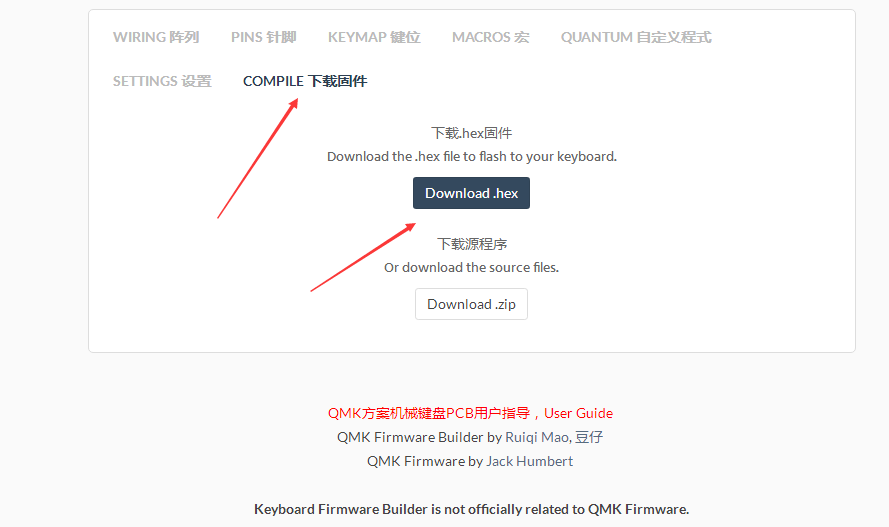 WIRING 阵列 PINS 针脚 KEYMAP 键位 MACROS 宏 QUANTUM 自定义程式
SETTINGS 设置 COMPILE 下载固件
下载.hex固件
Download the .hex file to flash to your keyboard.
Download .hex
下载源程序
Or download the source files.
Download .zip
QMK方案机械键盘PCB用户指导，User Guide
QMK Firmware Builder by Ruiqi Mao, 豆仔
QMK Firmware by Jack Humbert
Keyboard Firmware Builder is not officially related to QMK Firmware.